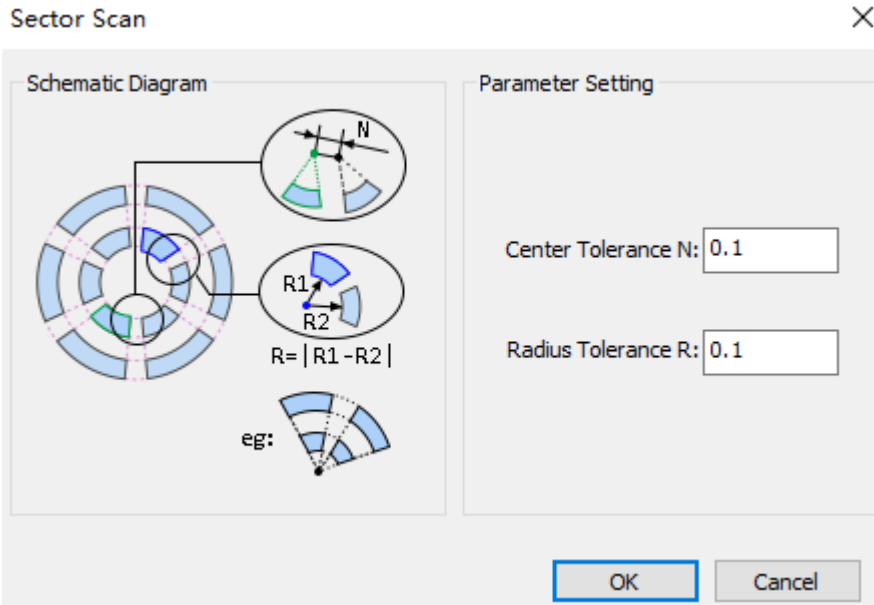 Sector Scan
Schematic Diagram
Parameter Setting
N
R1
R2
R=|R1-R2|
eg:
Center Tolerance N: 0.1
Radius Tolerance R: 0.1
OK
Cancel